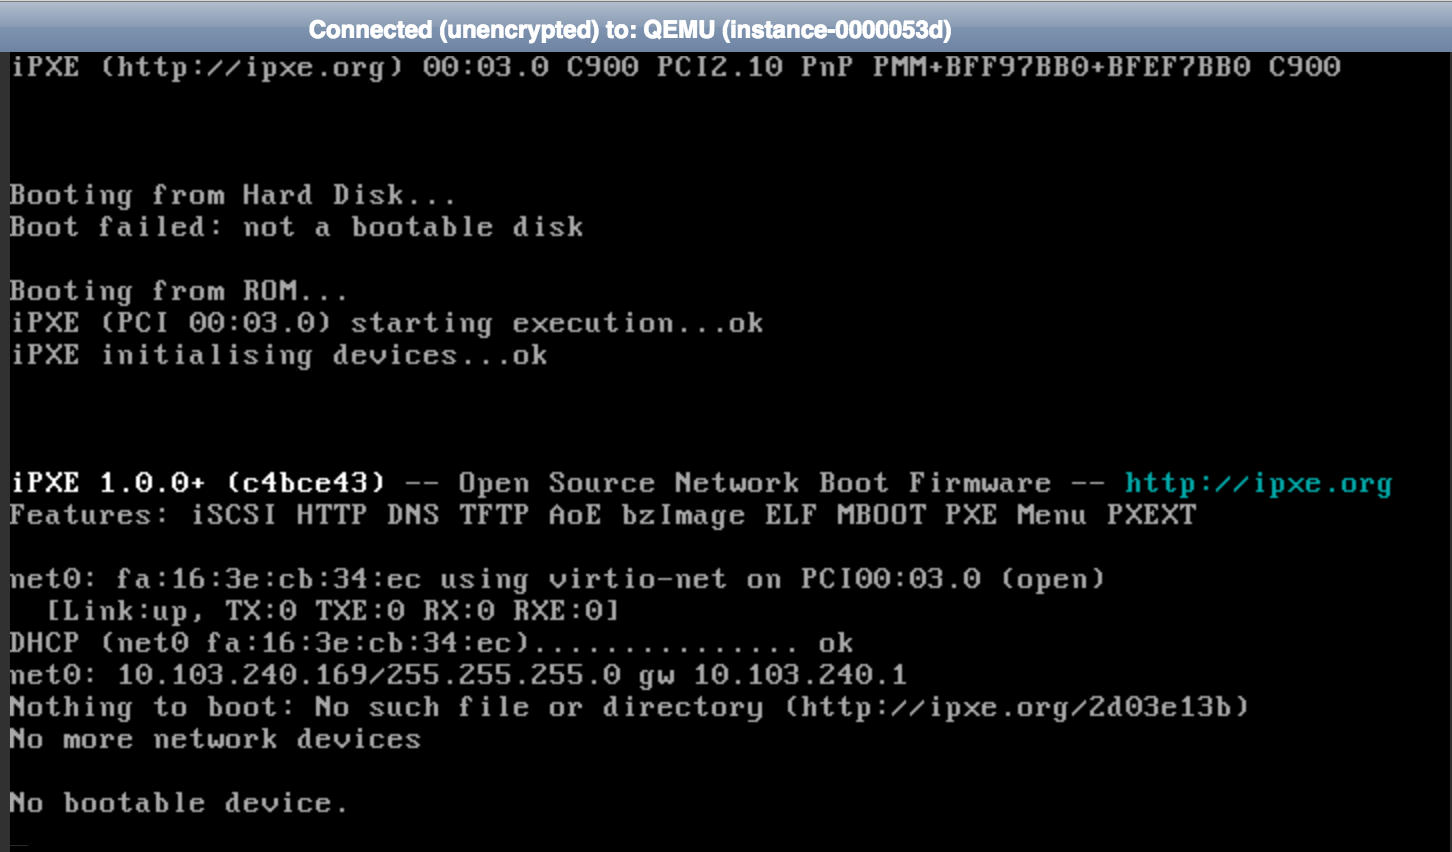 Connected (unencrypted) to: QEMU (instance-0000053d)
iPXE (http://ipxe.org) 00:03.0 C900 PCI2.10 PnP PMM+BFF97BB0+BFEF7BB0 C900
Booting from Hard Disk...
Boot failed: not a bootable disk
Booting from ROM...
iPXE (PCI 00:03.0) starting execution...ok
iPXE initialising devices...ok
iPXE 1.0.0+ (c4bce43) -- Open Source Network Boot Firmware -- http://ipxe.org
Features: iSCSI HTTP DNS TFTP AoE bzImage ELF MBOOT PXE Menu PXEXT
net0: fa:16:3e:cb:34:ec using virtio-net on PCI00:03.0 (open)
[Link:up, TX:0 TXE:0 RX:0 RXE:0]
DHCP (net0 fa:16:3e:cb:34:ec)............... ok
net0: 10.103.240.169/255.255.255.0 gw 10.103.240.1
Nothing to boot: No such file or directory (http://ipxe.org/2d03e13b)
No more network devices
No bootable device.